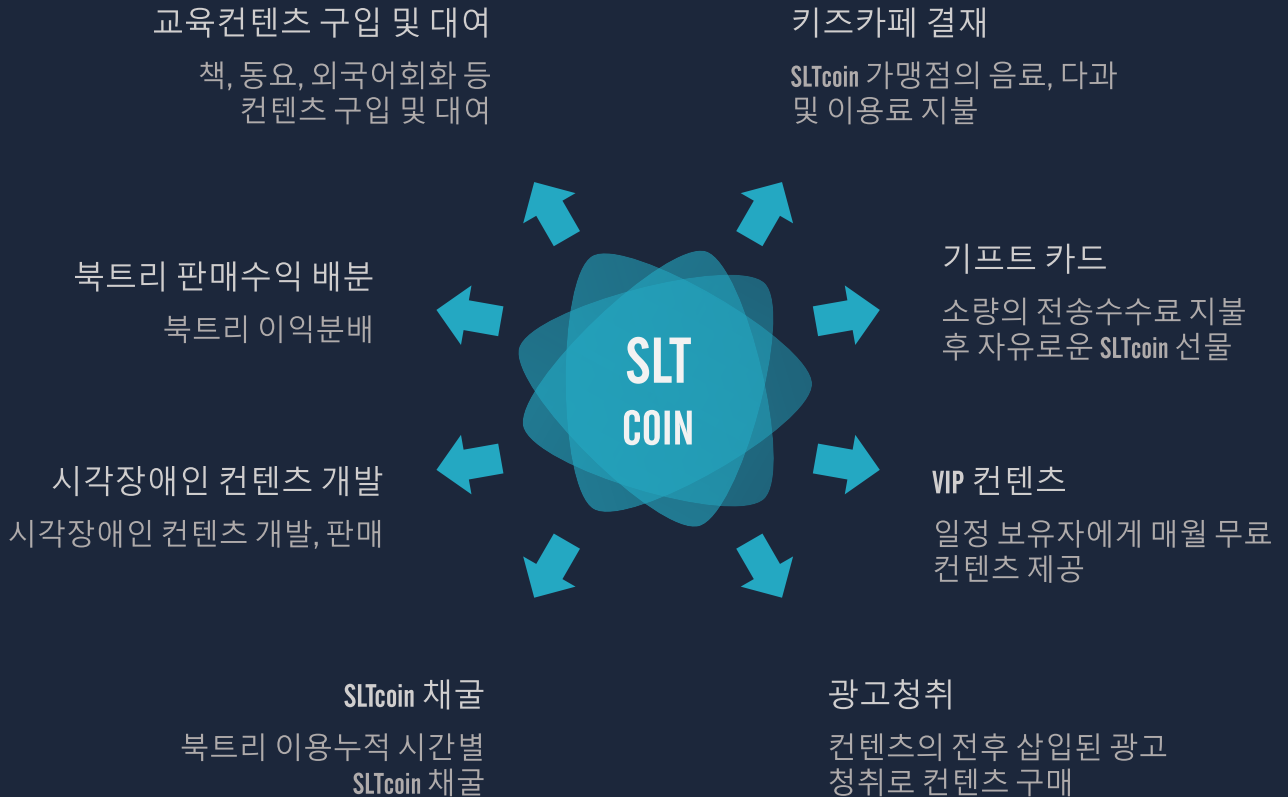 교육컨텐츠 구입 및 대여
책, 동요, 외국어회화 등
컨텐츠 구입 및 대여
키즈카페 결재
SLTcoin 가맹점의 음료, 다과
및 이용료 지불
북트리 판매수익 배분
북트리 이익분배
기프트 카드
소량의 전송수수료 지불
후 자유로운 SLTcoin 선물
SLT
COIN
시각장애인 컨텐츠 개발
시각장애인 컨텐츠 개발, 판매
VIP 컨텐츠
일정 보유자에게 매월 무료
컨텐츠 제공
SLTcoin 채굴
북트리 이용누적 시간별
SLTcoin 채굴
광고청취
컨텐츠의 전후 삽입된 광고
청취로 컨텐츠 구매